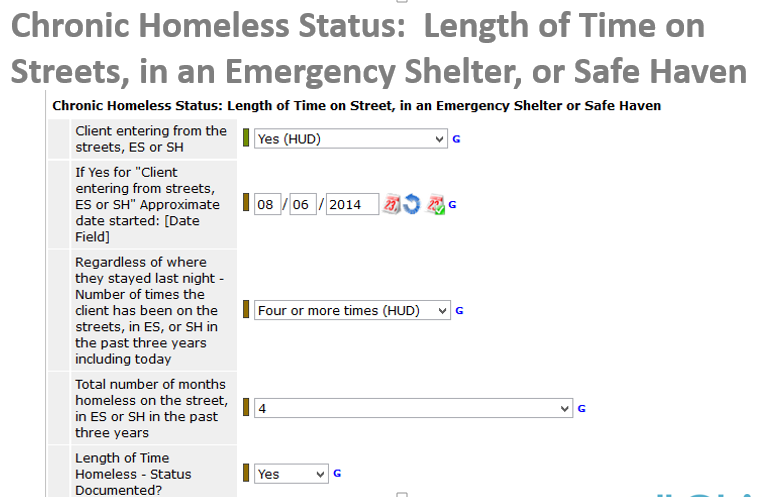 Chronic Homeless Status:  Length of Time on
Streets, in an Emergency Shelter, or Safe Haven
Chronic Homeless Status: Length of Time on Street, in an Emergency Shelter or Safe Haven
Client entering from the
streets, ES or SH
Yes (HUD)
G
If Yes for "Client
entering from streets,
ES or SH" Approximate
date started: [Date
Field]
08 / 06 / 2014
G
Regardless of where
they stayed last night -
Number of times the
client has been on the
streets, in ES, or SH in
the past three years
including today
Four or more times (HUD)
G
Total number of months
homeless on the street,
in ES or SH in the past
three years
4
G
Length of Time
Homeless - Status
Documented?
Yes
G